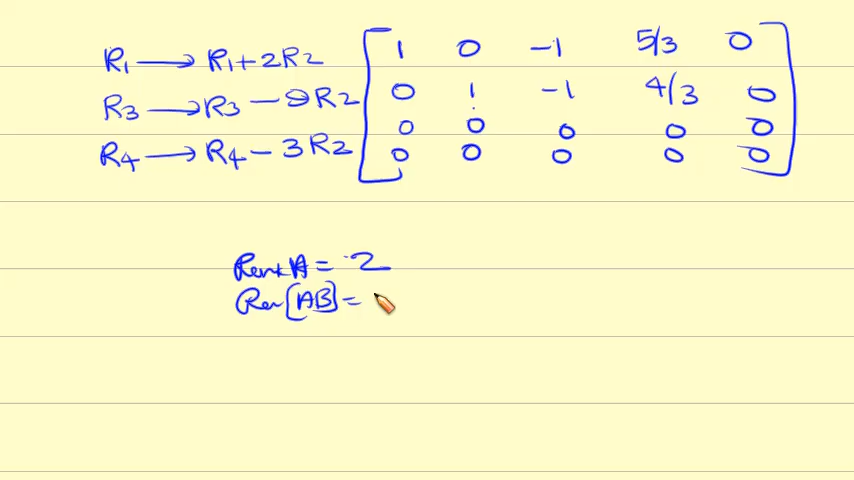 R1 → R1+2R2 1 0 -1 5/3 0
R3 → R3 - 9R2 0 1 -1 4/3 0
0 0 0 0 0
R4 → R4 - 3R2 0 0 0 0 0
Rank A = 2
Ran[AB] =